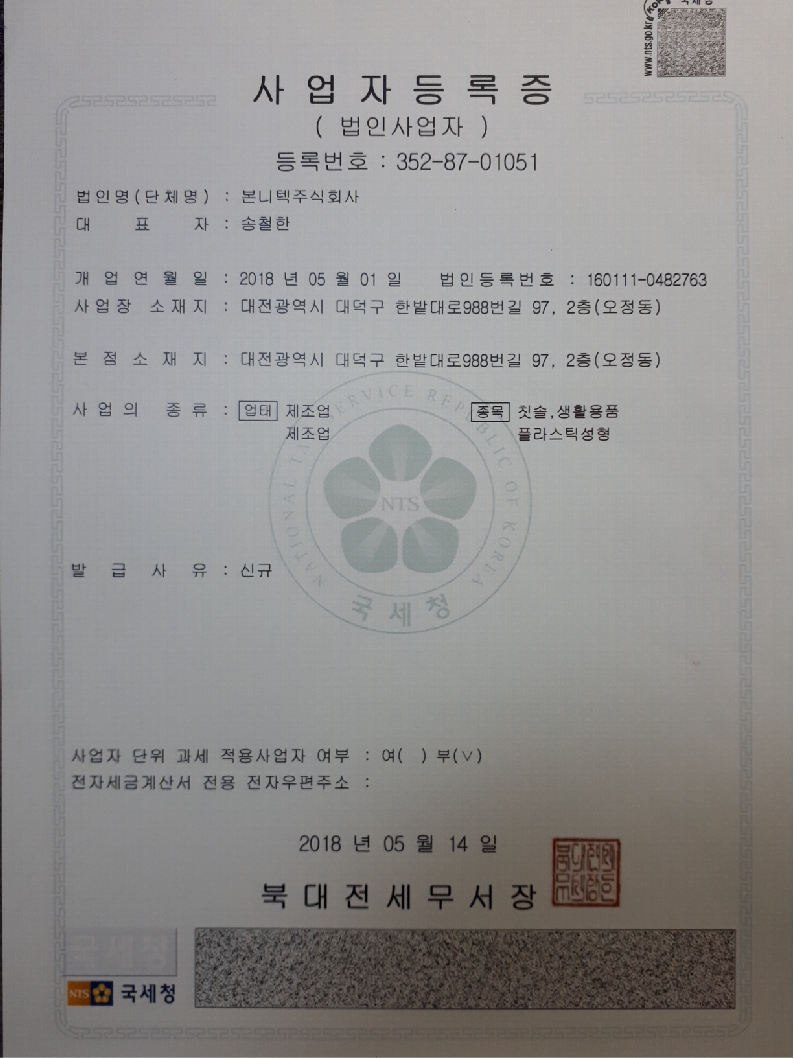 www.nts.go.kr
사업자등록증
( 법인사업자 )
등록번호 : 352-87-01051
법인명(단체명) : 본니텍주식회사
대 표 자 : 송철한
개 업 연 월 일 : 2018 년 05 월 01 일 법인등록번호 : 160111-0482763
사업장 소재지 : 대전광역시 대덕구 한밭대로988번길 97, 2층(오정동)
본 점 소 재 지 : 대전광역시 대덕구 한밭대로988번길 97, 2층(오정동)
사 업 의 종 류 : 업태 제조업 종목 칫솔,생활용품
제조업 플라스틱성형
NATIONAL TAX SERVICE REPUBLIC OF KOREA
NTS
국세청
발 급 사 유 : 신규
사업자 단위 과세 적용사업자 여부 : 여( ) 부(∨)
전자세금계산서 전용 전자우편주소 :
2018 년 05 월 14 일
북대전세무서장
국세청
NTS 국세청